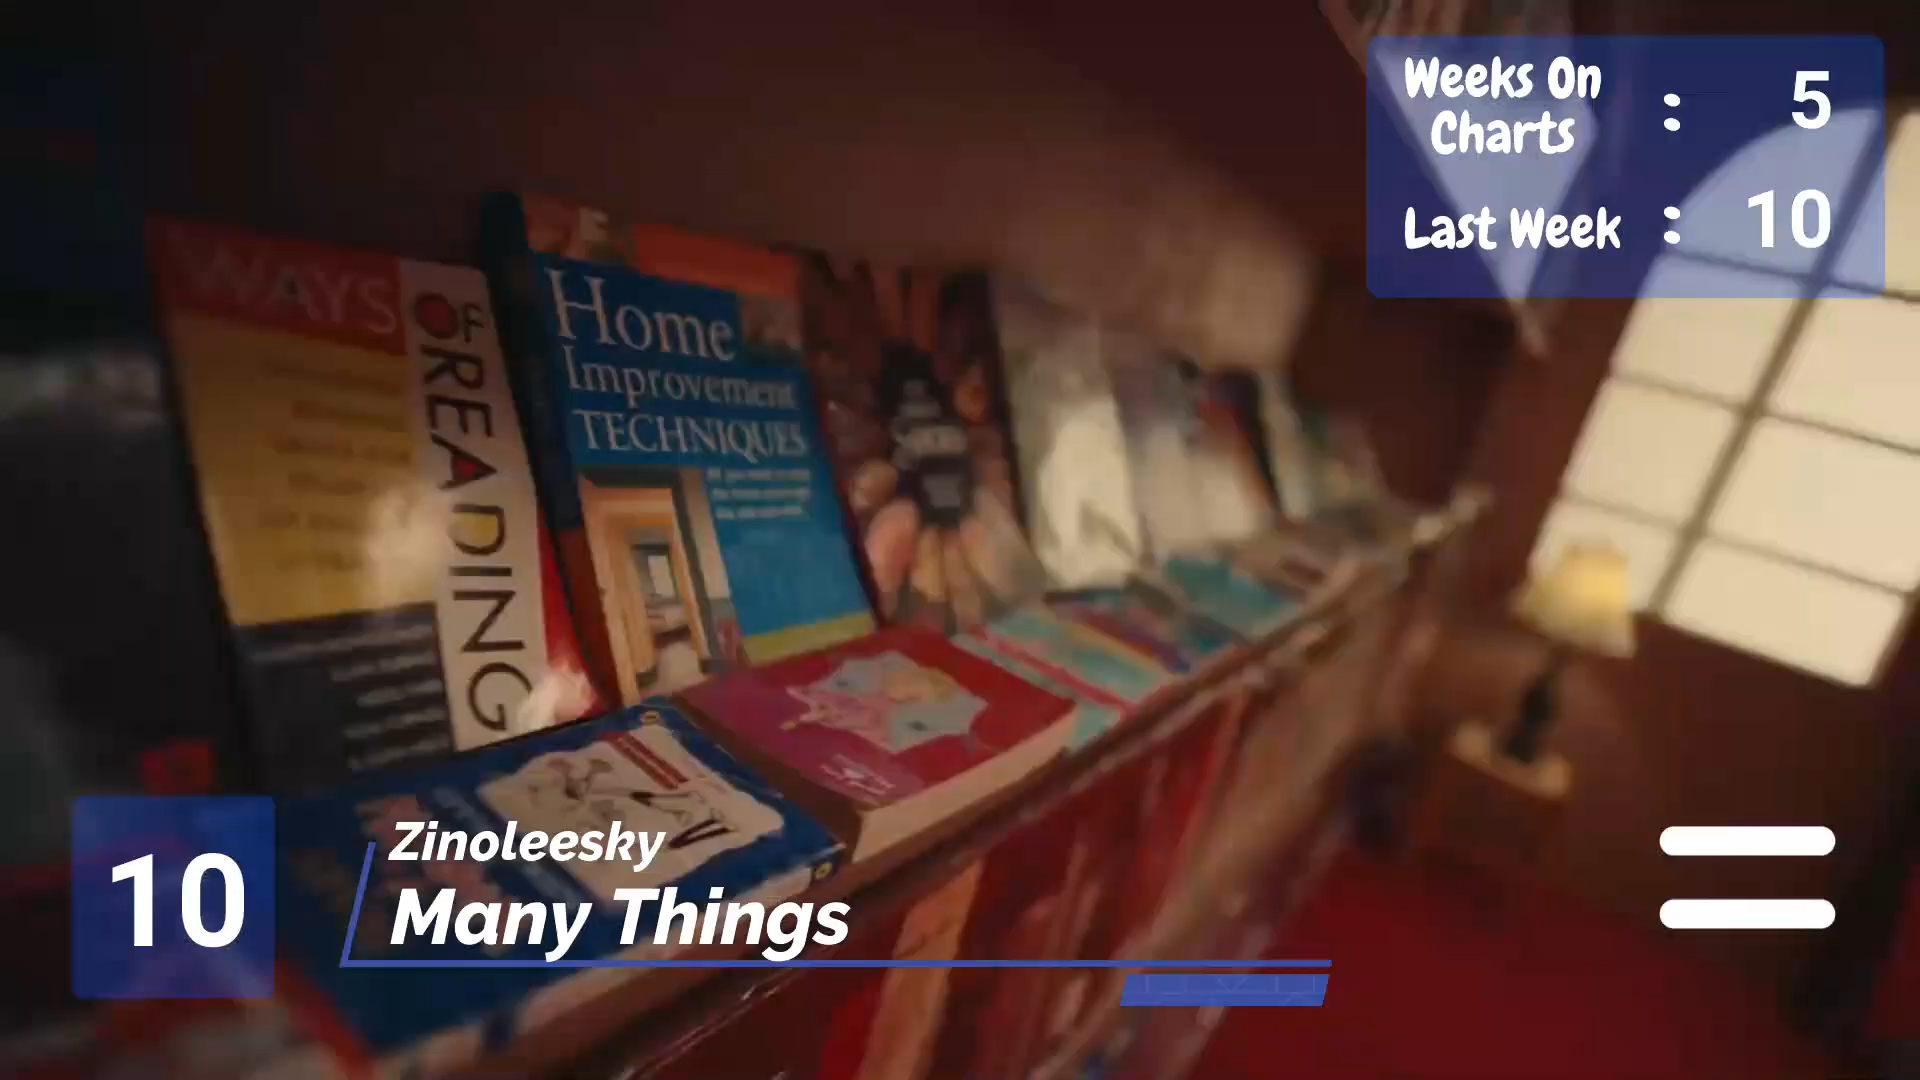 Weeks On
Charts : 5
Last Week : 10
WAYS
OF READING
Home
Improvement
TECHNIQUES
10
Zinoleesky
Many Things